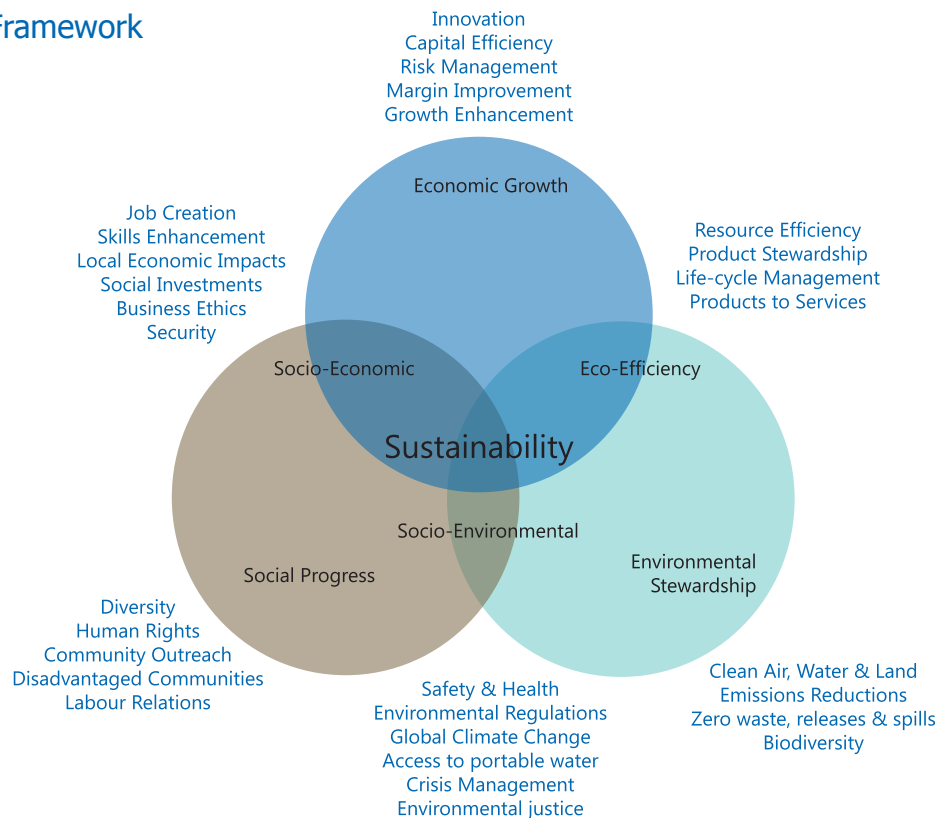 Framework
Innovation
Capital Efficiency
Risk Management
Margin Improvement
Growth Enhancement
Economic Growth
Job Creation
Skills Enhancement
Local Economic Impacts
Social Investments
Business Ethics
Security
Resource Efficiency
Product Stewardship
Life-cycle Management
Products to Services
Socio-Economic
Eco-Efficiency
Sustainability
Socio-Environmental
Social Progress
Environmental
Stewardship
Diversity
Human Rights
Community Outreach
Disadvantaged Communities
Labour Relations
Safety & Health
Environmental Regulations
Global Climate Change
Access to portable water
Crisis Management
Environmental justice
Clean Air, Water & Land
Emissions Reductions
Zero waste, releases & spills
Biodiversity